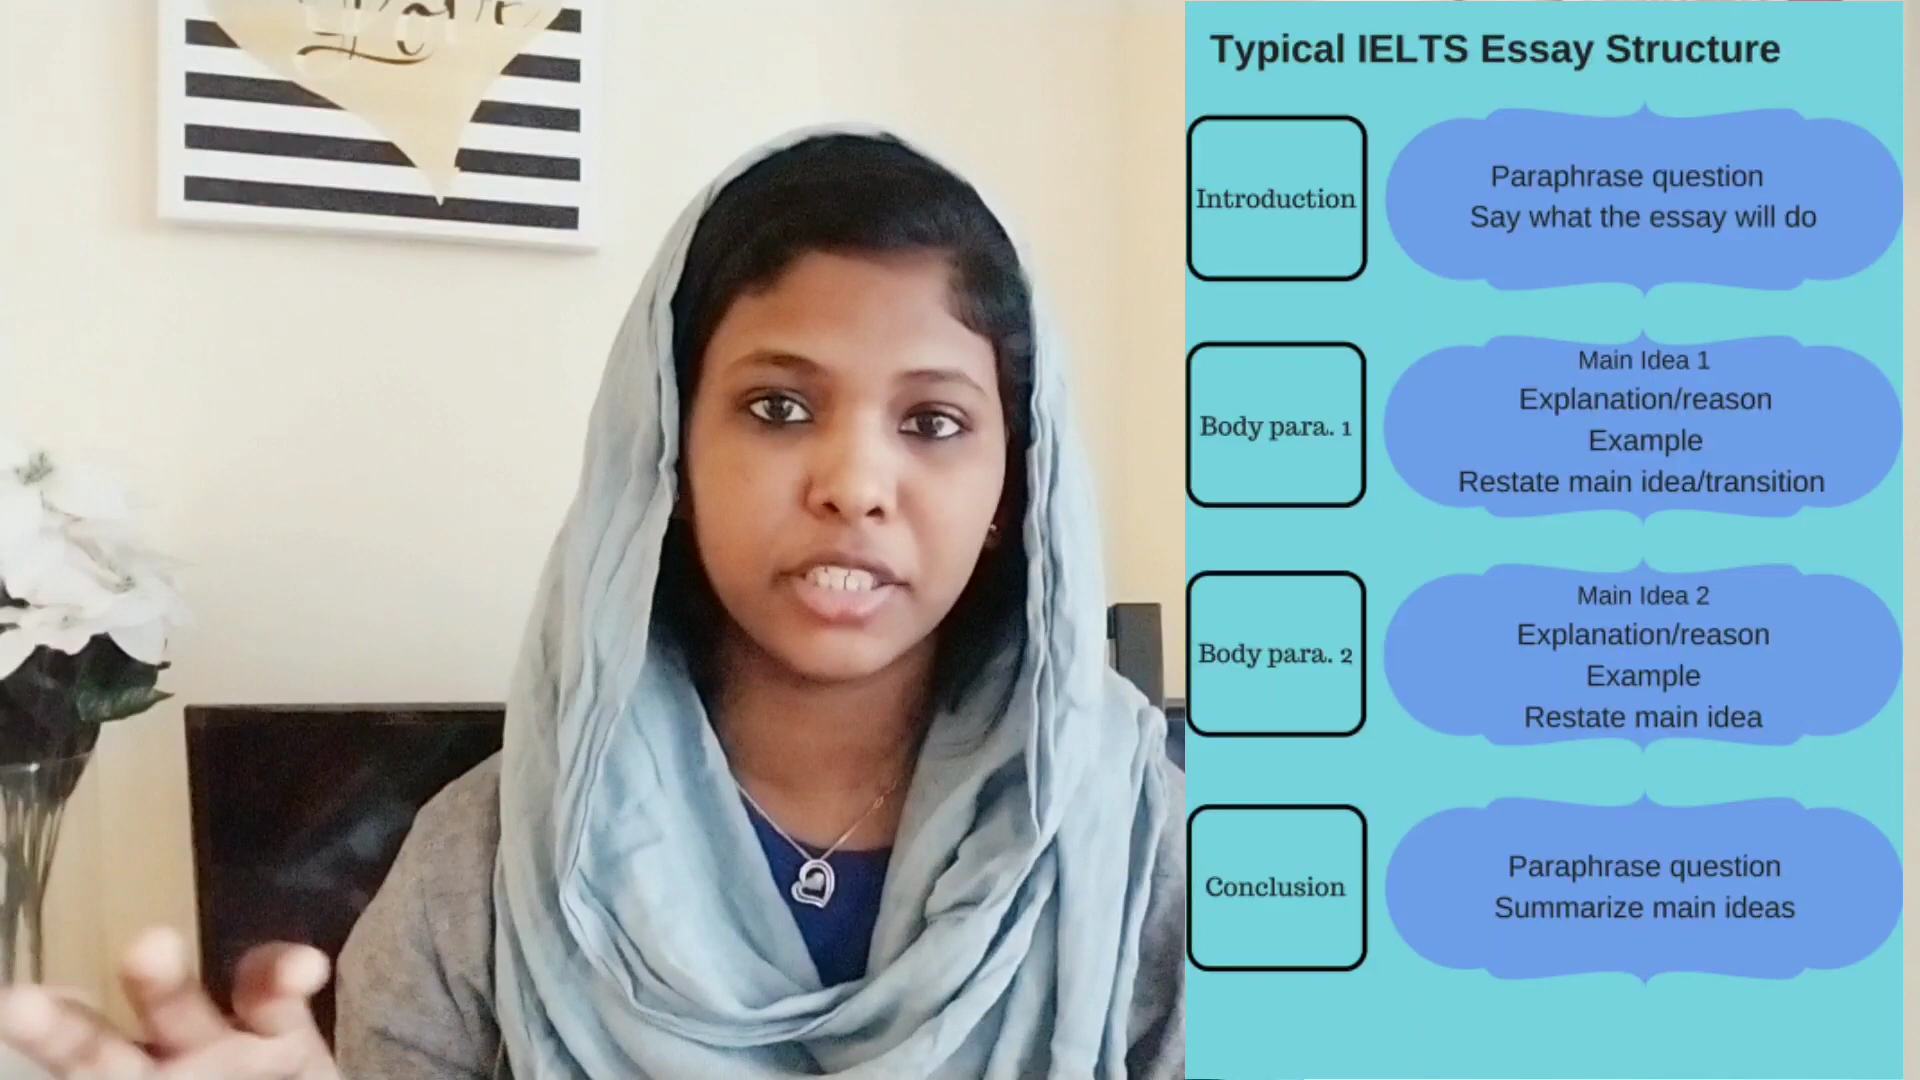 Typical IELTS Essay Structure
Introduction
Paraphrase question
Say what the essay will do
Body para. 1
Main Idea 1
Explanation/reason
Example
Restate main idea/transition
Body para. 2
Main Idea 2
Explanation/reason
Example
Restate main idea
Conclusion
Paraphrase question
Summarize main ideas